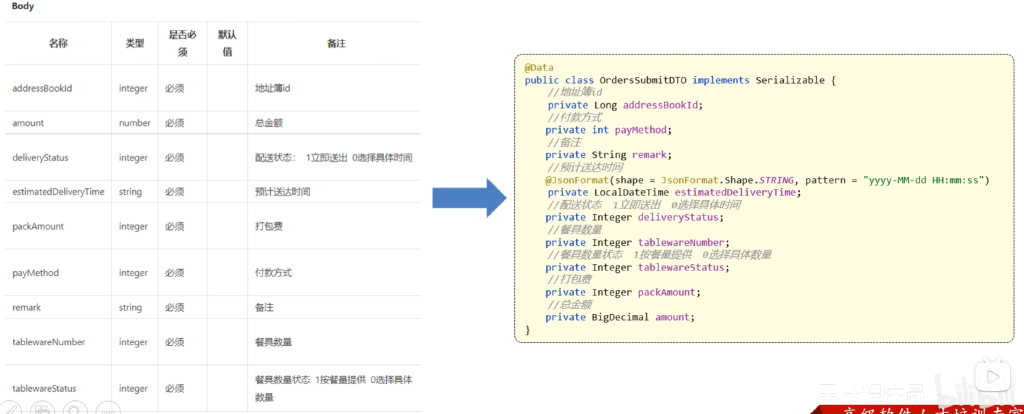 Body
名称 类型 是否必须 默认值 备注
addressBookId integer 必须 地址簿id
amount number 必须 总金额
deliveryStatus integer 必须 配送状态： 1立即送出 0选择具体时间
estimatedDeliveryTime string 必须 预计送达时间
packAmount integer 必须 打包费
payMethod integer 必须 付款方式
remark string 必须 备注
tablewareNumber integer 必须 餐具数量
tablewareStatus integer 必须 餐具数量状态 1按餐量提供 0选择具体
数量
@Data
public class OrdersSubmitDTO implements Serializable {
//地址簿id
private Long addressBookId;
//付款方式
private int payMethod;
//备注
private String remark;
//预计送达时间
@JsonFormat(shape = JsonFormat.Shape.STRING, pattern = "yyyy-MM-dd HH:mm:ss")
private LocalDateTime estimatedDeliveryTime;
//配送状态 1立即送出 0选择具体时间
private Integer deliveryStatus;
//餐具数量
private Integer tablewareNumber;
//餐具数量状态 1按餐量提供 0选择具体数量
private Integer tablewareStatus;
//打包费
private Integer packAmount;
//总金额
private BigDecimal amount;
}